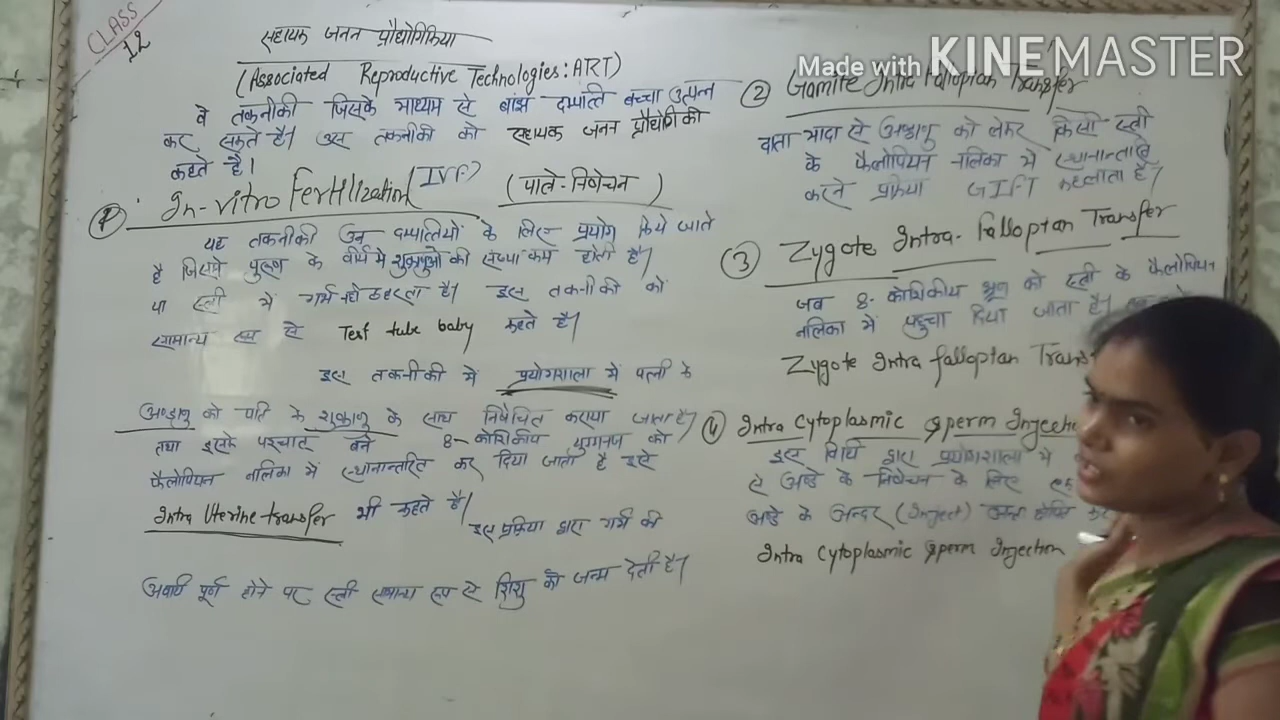 CLASS
12
सहायक जनन प्रौद्योगिकिया
(Associated Reproductive Technologies: ART)
वे तकनीकी जिसके माध्यम से बांझ दम्पत्ति बच्चा उत्पन्न
कर सकते है। उस तकनीकी को सहायक जनन प्रौद्योगिकी
कहते है।
① In-vitro Fertilization (IVF) (पात्रे-निषेचन)
यह तकनीकी उन दम्पत्तियों के लिए प्रयोग किये जाते
है जिसमे पुरूष के वीर्य मे शुक्राणुओ की संख्या कम होती है।
या स्त्री में गर्भ नही ठहरता है। इस तकनीकी को
सामान्य रूप से Test tube baby कहते है।
इस तकनीकी में प्रयोगशाला में पत्नी के
अण्डाणु को पति के शुक्राणु के साथ निषेचित कराया जाता है।
तथा इसके पश्चात् बने 8-कोशिकीय युग्मनज को
फैलोपियन नलिका में स्थानान्तरित कर दिया जाता है इसे
Intra Uterine transfer भी कहते है।
इस प्रक्रिया द्वारा गर्भ की
अवधि पूर्ण होने पर स्त्री सामान्य रूप से शिशु को जन्म देती है।
Made with KINEMASTER
② Gamite Intra Falloptan Transfer
दाता मादा से अण्डाणु को लेकर किसी स्त्री
के फैलोपियन नलिका में स्थानान्तरित
करने प्रक्रिया GIFT कहलाता है।
③ Zygote Intra-falloptan Transfer
जब 8-कोशिकीय भ्रूण को स्त्री के फैलोपियन
नलिका में पहुचा दिया जाता है।
Zygote Intra falloptan Trans
④ Intra Cytoplasmic Sperm Injecti
इस विधि द्वारा प्रयोगशाला में
से अण्डे के निषेचन के लिए
अण्डे के अन्दर (Inject)
Intra Cytoplasmic Sperm Injection